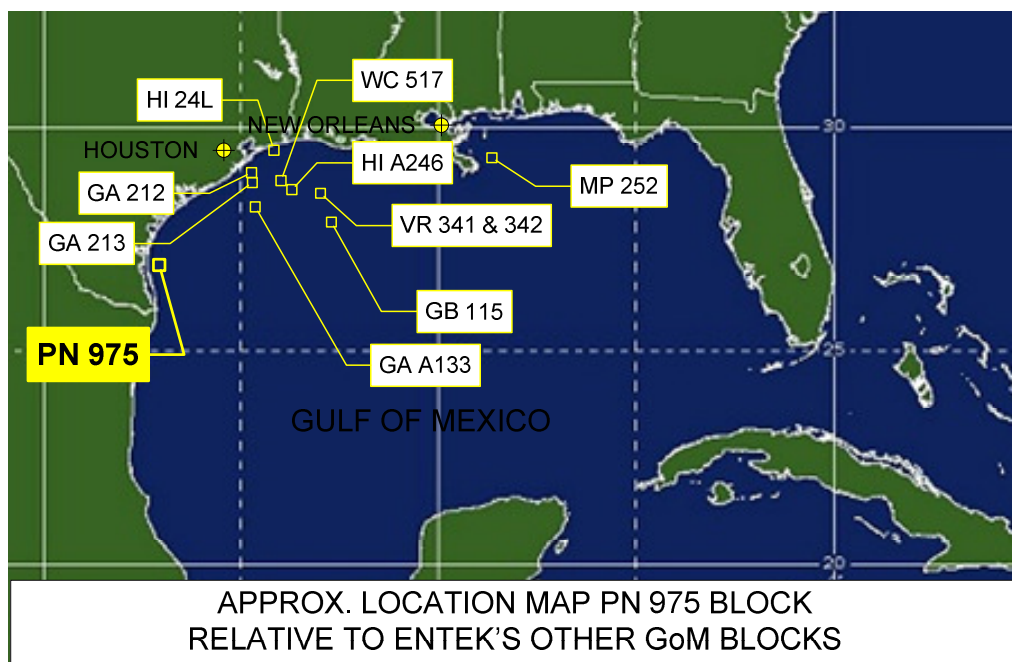 WC 517
HI 24L
NEW ORLEANS
30
HOUSTON
HI A246
GA 212
MP 252
VR 341 & 342
GA 213
GB 115
PN 975
25
GA A133
GULF OF MEXICO
20
APPROX. LOCATION MAP PN 975 BLOCK
RELATIVE TO ENTEK'S OTHER GoM BLOCKS